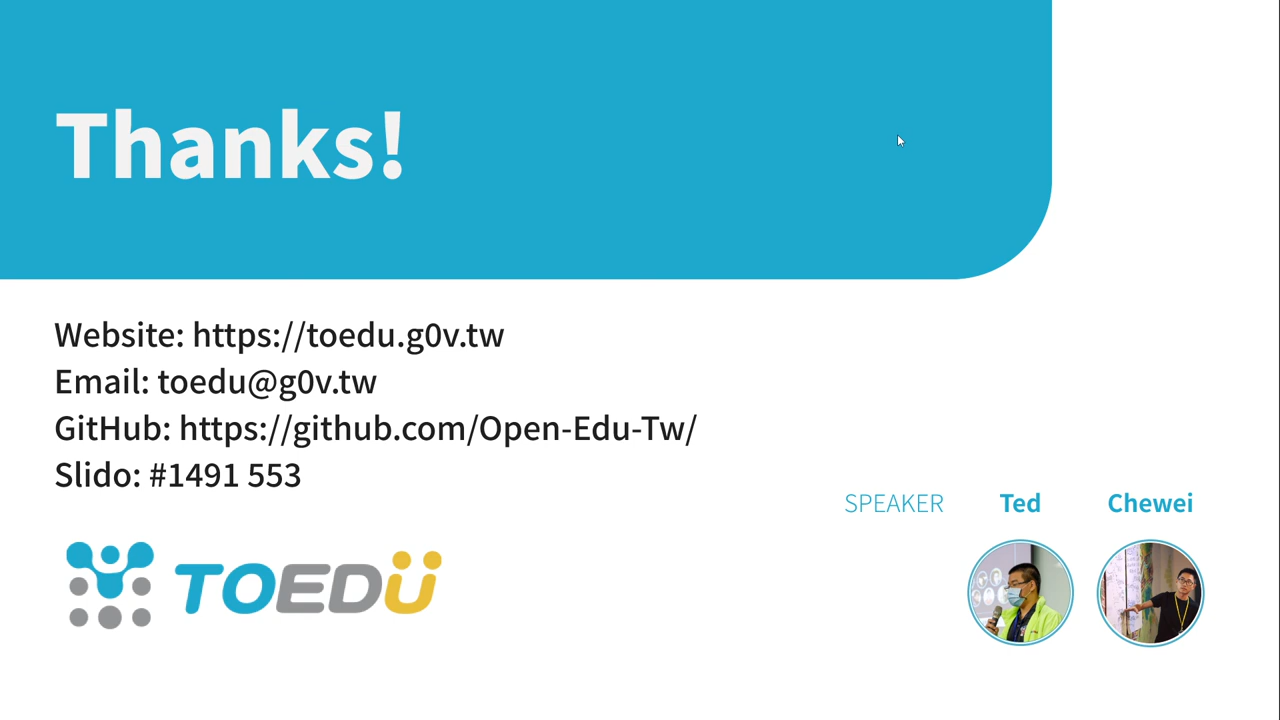 Thanks!
Website: https://toedu.g0v.tw
Email: toedu@g0v.tw
GitHub: https://github.com/Open-Edu-Tw/
Slido: #1491 553
SPEAKER Ted Chewei
TOEDÜ